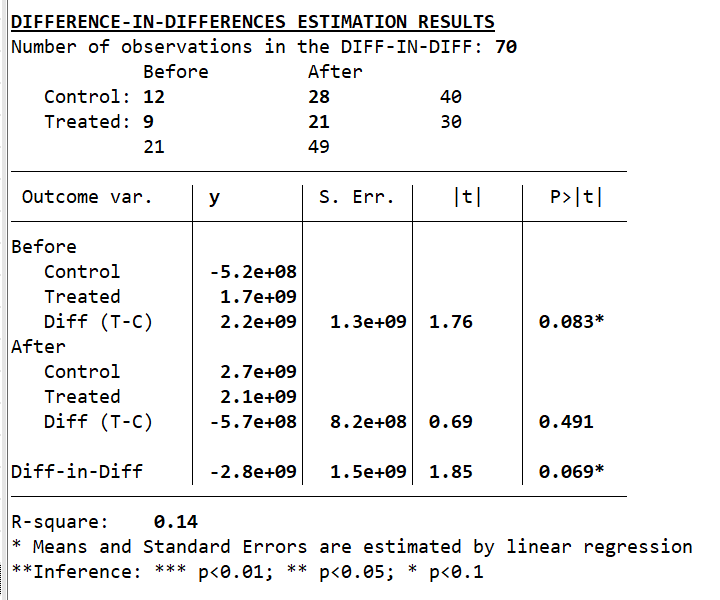 DIFFERENCE-IN-DIFFERENCES ESTIMATION RESULTS
Number of observations in the DIFF-IN-DIFF: 70
Before After
Control: 12 28 40
Treated: 9 21 30
21 49
Outcome var. y S. Err. |t| P>|t|
Before
Control -5.2e+08
Treated 1.7e+09
Diff (T-C) 2.2e+09 1.3e+09 1.76 0.083*
After
Control 2.7e+09
Treated 2.1e+09
Diff (T-C) -5.7e+08 8.2e+08 0.69 0.491
Diff-in-Diff -2.8e+09 1.5e+09 1.85 0.069*
R-square: 0.14
* Means and Standard Errors are estimated by linear regression
**Inference: *** p<0.01; ** p<0.05; * p<0.1